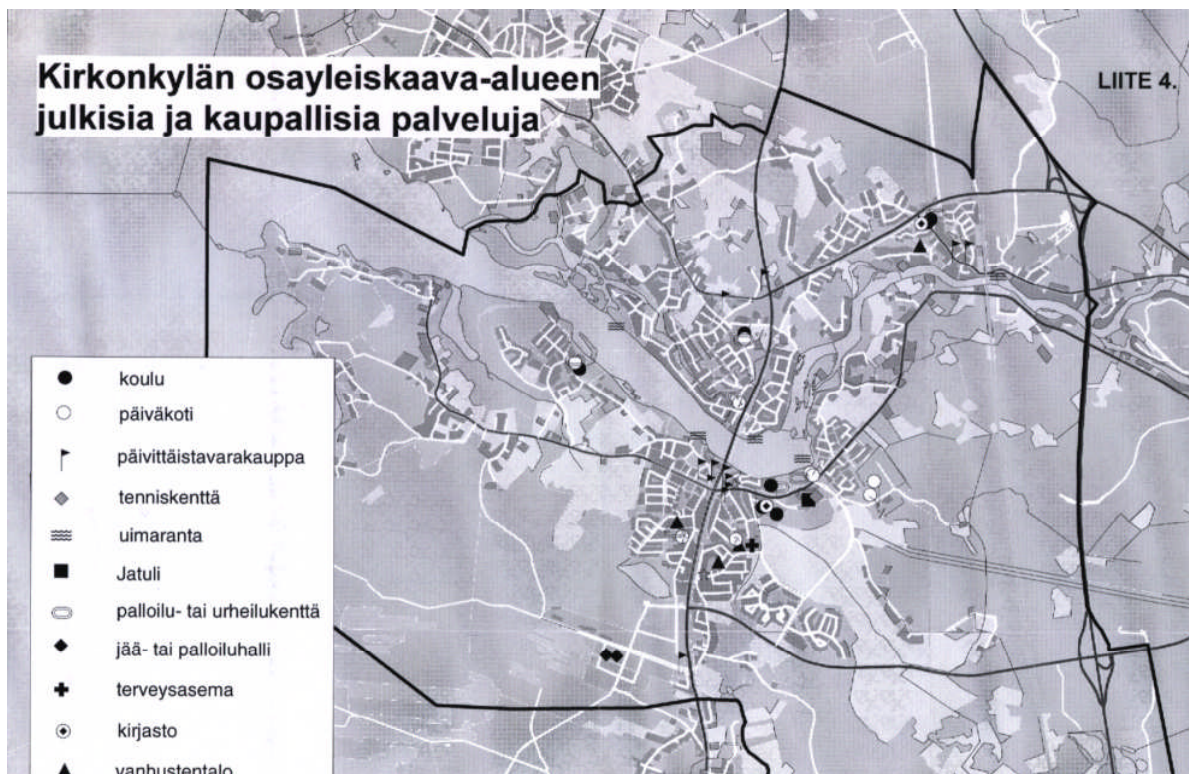 Kirkonkylän osayleiskaava-alueen
julkisia ja kaupallisia palveluja
LIITE 4.
koulu
päiväkoti
päivittäistavarakauppa
tenniskenttä
uimaranta
Jatuli
palloilu- tai urheilukenttä
jää- tai palloiluhalli
terveysasema
kirjasto
vanhustentalo